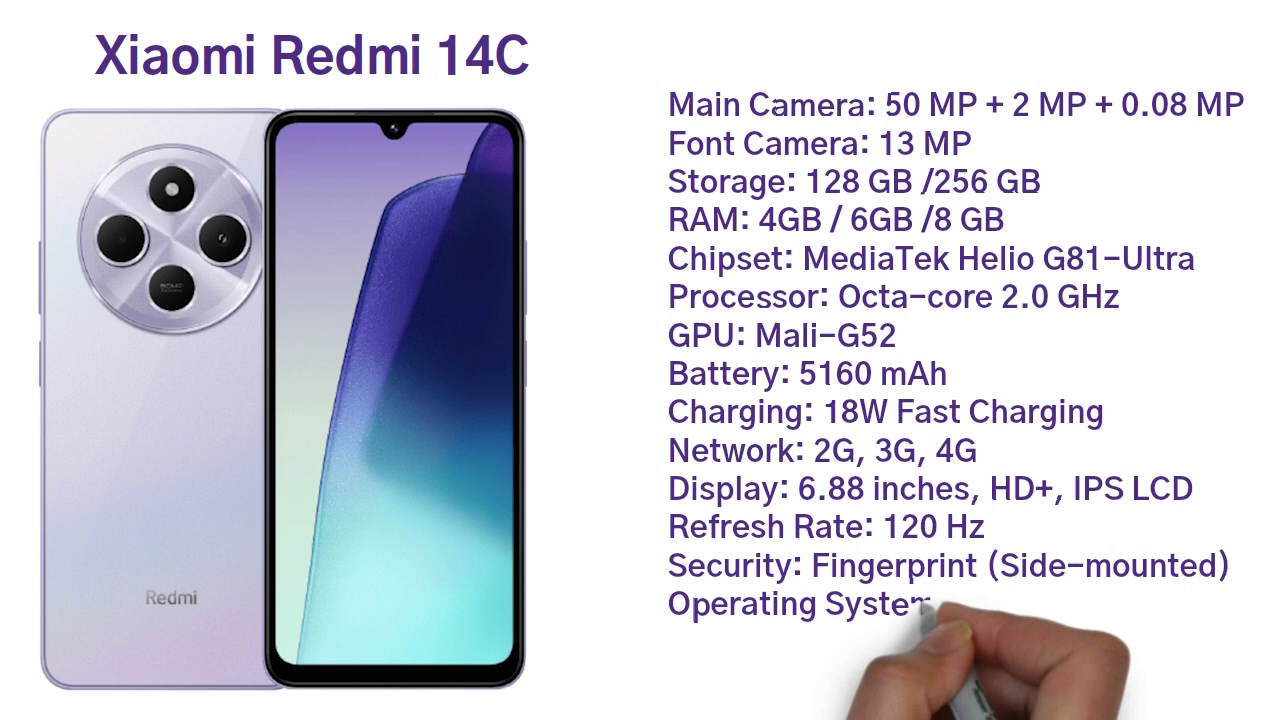 Xiaomi Redmi 14C
Main Camera: 50 MP + 2 MP + 0.08 MP
Font Camera: 13 MP
Storage: 128 GB /256 GB
RAM: 4GB / 6GB /8 GB
Chipset: MediaTek Helio G81-Ultra
Processor: Octa-core 2.0 GHz
GPU: Mali-G52
Battery: 5160 mAh
Charging: 18W Fast Charging
Network: 2G, 3G, 4G
Display: 6.88 inches, HD+, IPS LCD
Refresh Rate: 120 Hz
Security: Fingerprint (Side-mounted)
Operating System
50MP
Redmi